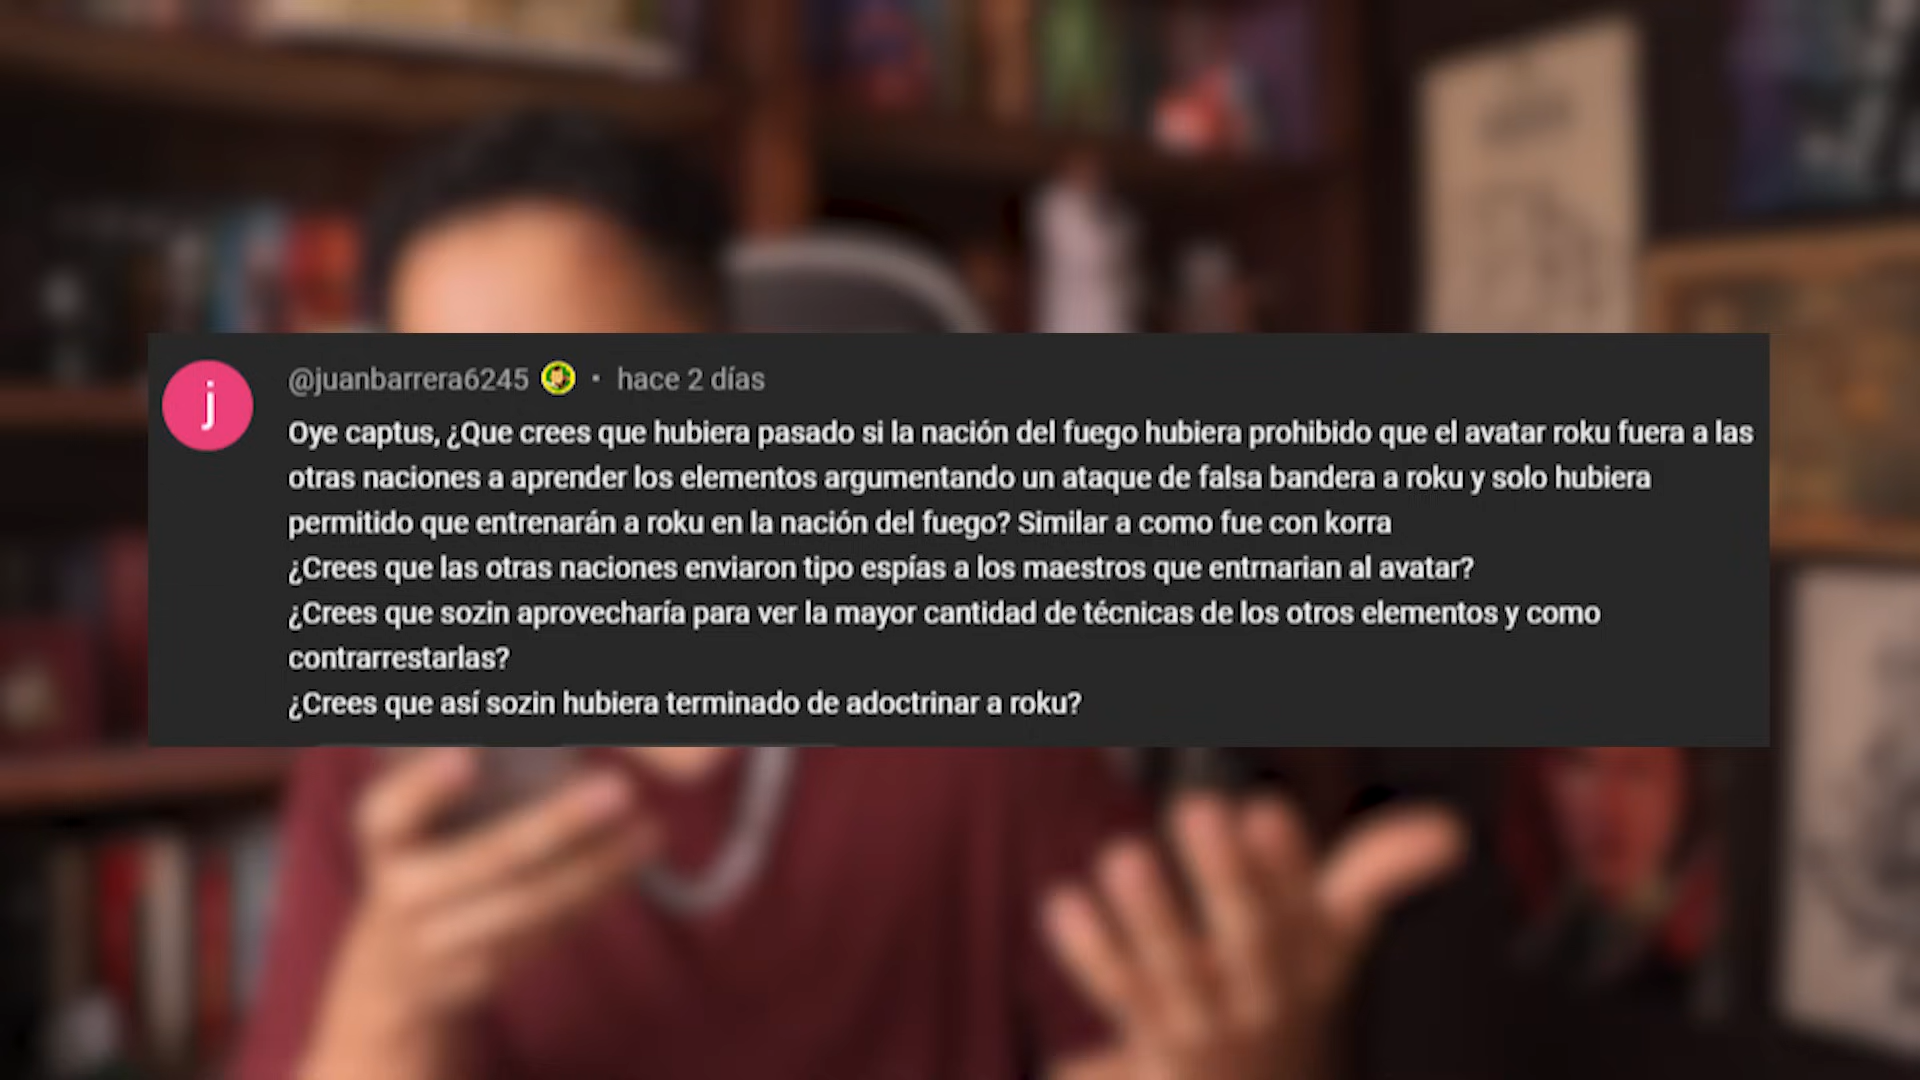 @juanbarrera6245 • hace 2 días
j
Oye captus, ¿Que crees que hubiera pasado si la nación del fuego hubiera prohibido que el avatar roku fuera a las
otras naciones a aprender los elementos argumentando un ataque de falsa bandera a roku y solo hubiera
permitido que entrenarán a roku en la nación del fuego? Similar a como fue con korra
¿Crees que las otras naciones enviaron tipo espías a los maestros que entrnarian al avatar?
¿Crees que sozin aprovecharía para ver la mayor cantidad de técnicas de los otros elementos y como
contrarrestarlas?
¿Crees que así sozin hubiera terminado de adoctrinar a roku?